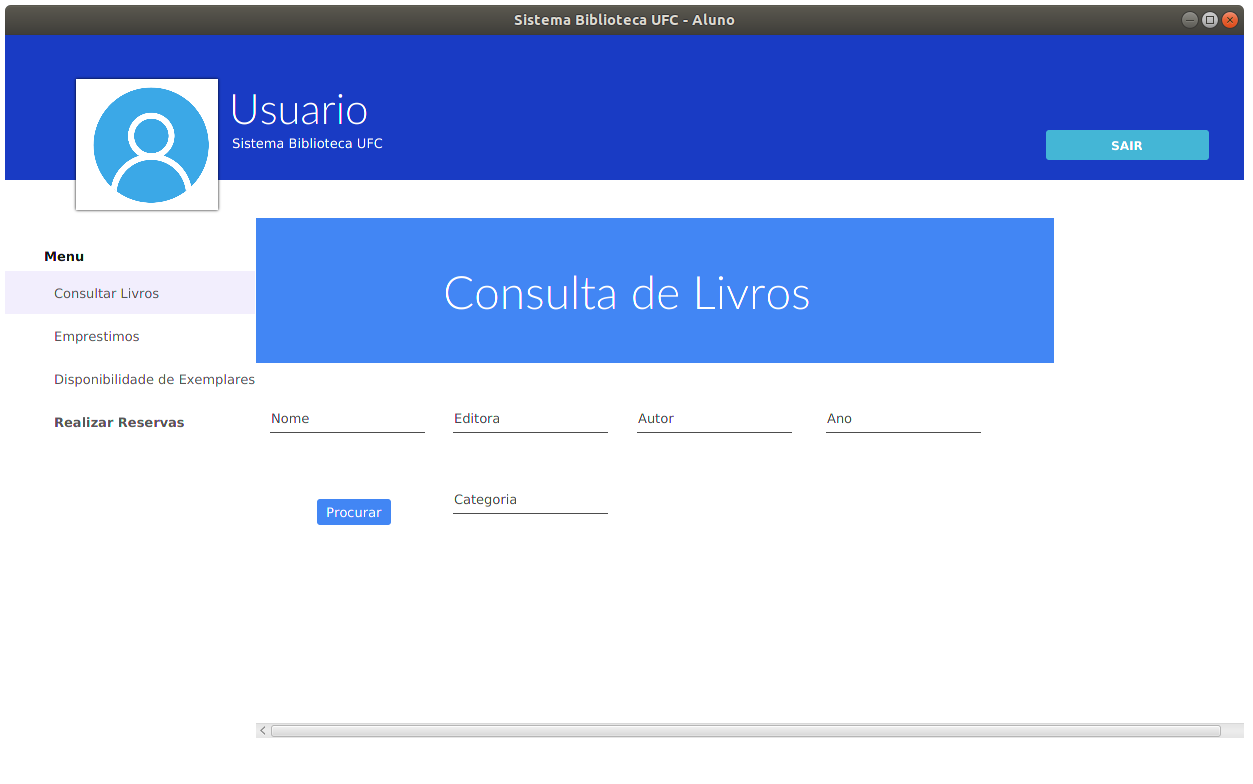 Sistema Biblioteca UFC - Aluno
Usuario
Sistema Biblioteca UFC
SAIR
Menu
Consultar Livros
Emprestimos
Disponibilidade de Exemplares
Realizar Reservas
Consulta de Livros
Nome
Editora
Autor
Ano
Procurar
Categoria